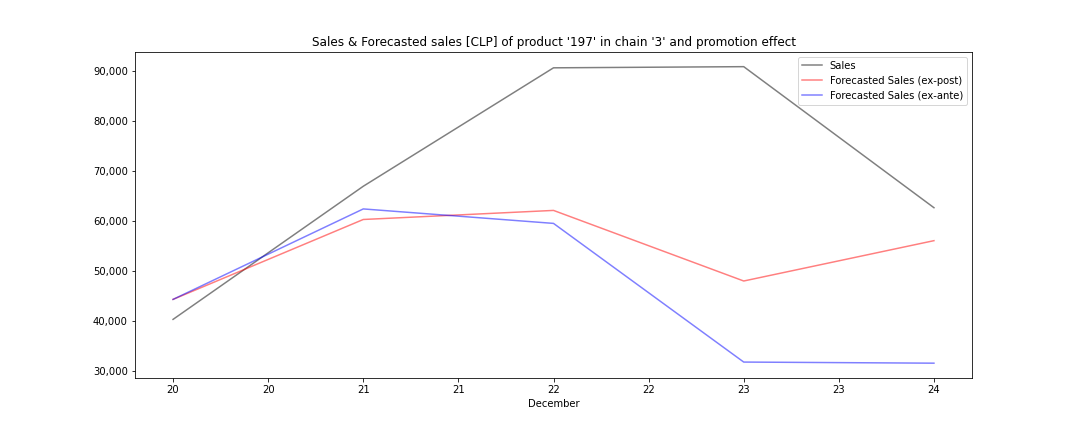 Sales & Forecasted sales [CLP] of product '197' in chain '3' and promotion effect
Sales
Forecasted Sales (ex-post)
Forecasted Sales (ex-ante)
90,000
80,000
70,000
60,000
50,000
40,000
30,000
20 20 21 21 22 22 23 23 24
December